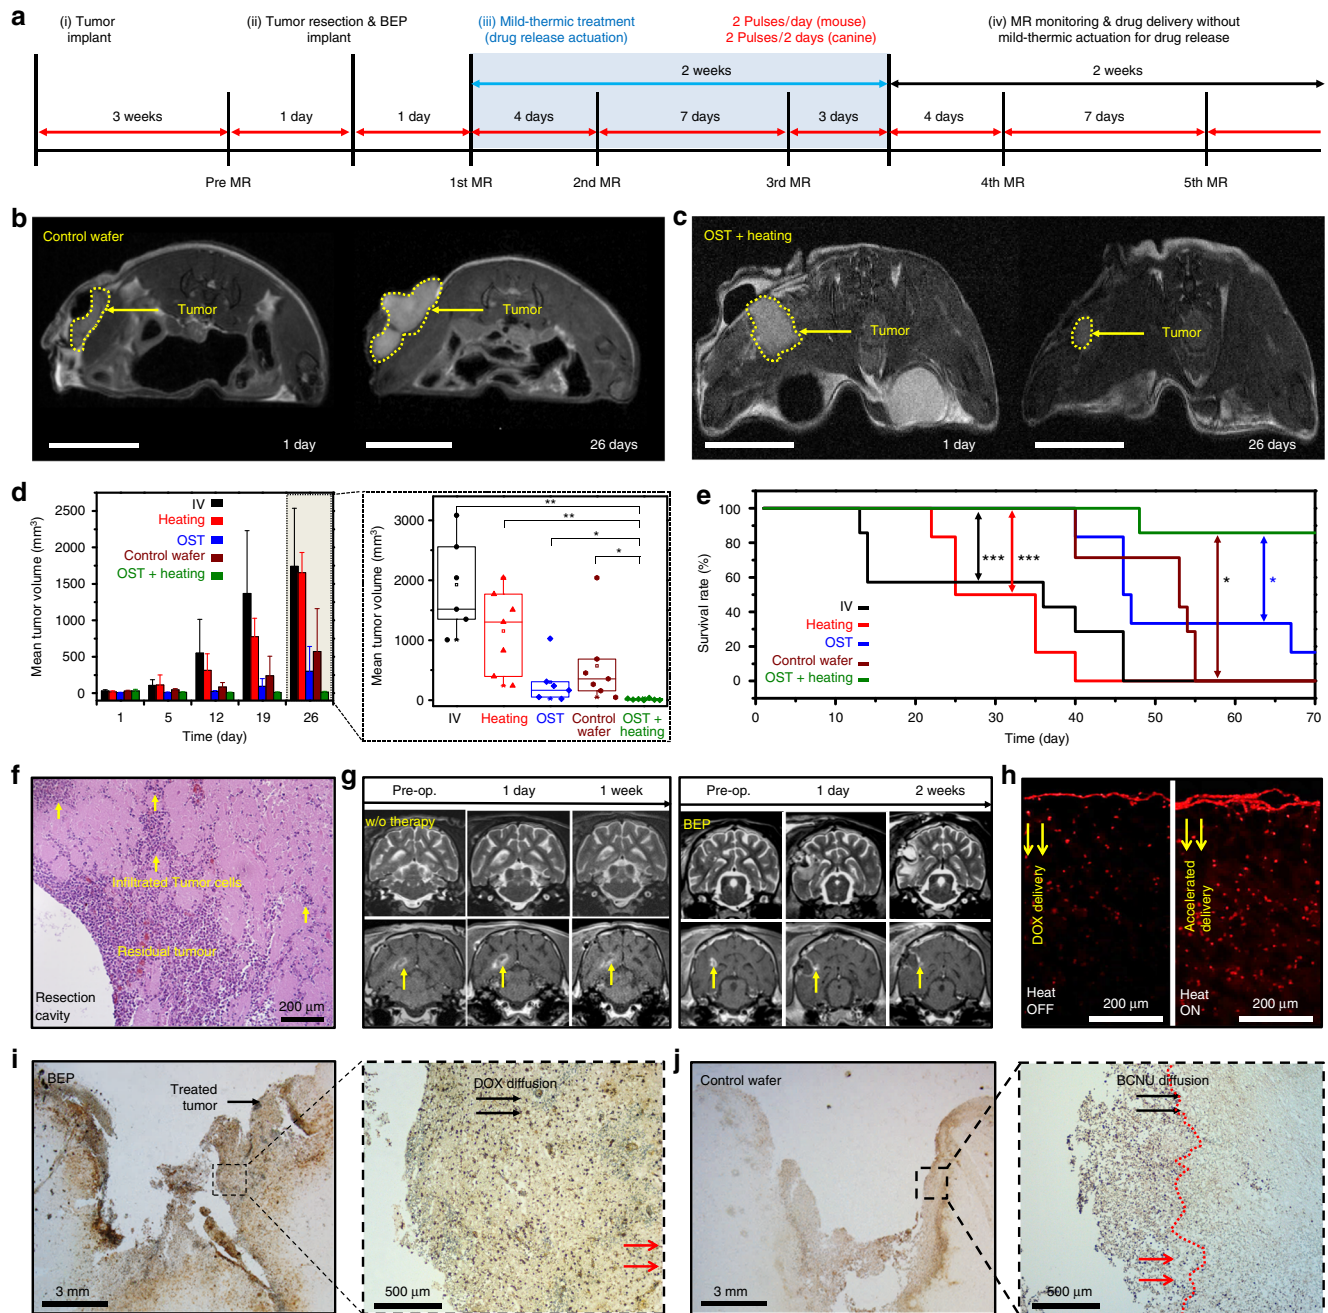 a
(i) Tumor
implant
(ii) Tumor resection & BEP
implant
(iii) Mild-thermic treatment
(drug release actuation)
2 Pulses/day (mouse)
2 Pulses/2 days (canine)
(iv) MR monitoring & drug delivery without
mild-thermic actuation for drug release
2 weeks
2 weeks
3 weeks
1 day
1 day
4 days
7 days
3 days
4 days
7 days
Pre MR
1st MR
2nd MR
3rd MR
4th MR
5th MR
b
Control wafer
Tumor
1 day
Tumor
26 days
c
OST + heating
Tumor
1 day
Tumor
26 days
d
Mean tumor volume (mm³)
2500
2000
1500
1000
500
0
IV
Heating
OST
Control wafer
OST + heating
1
5
12
19
26
Time (day)
Mean tumor volume (mm³)
3000
2000
1000
0
**
**
*
*
IV
Heating
OST
Control
wafer
OST +
heating
e
Survival rate (%)
100
80
60
40
20
0
***
***
*
*
IV
Heating
OST
Control wafer
OST + heating
0
10
20
30
40
50
60
70
Time (day)
f
Infiltrated Tumor cells
Residual tumour
Resection
cavity
200 µm
g
Pre-op.
1 day
1 week
w/o therapy
Pre-op.
1 day
2 weeks
BEP
h
DOX delivery
Heat
OFF
200 µm
Accelerated
delivery
Heat
ON
200 µm
i
BEP
Treated
tumor
3 mm
DOX diffusion
500 µm
j
Control wafer
3 mm
BCNU diffusion
500 µm